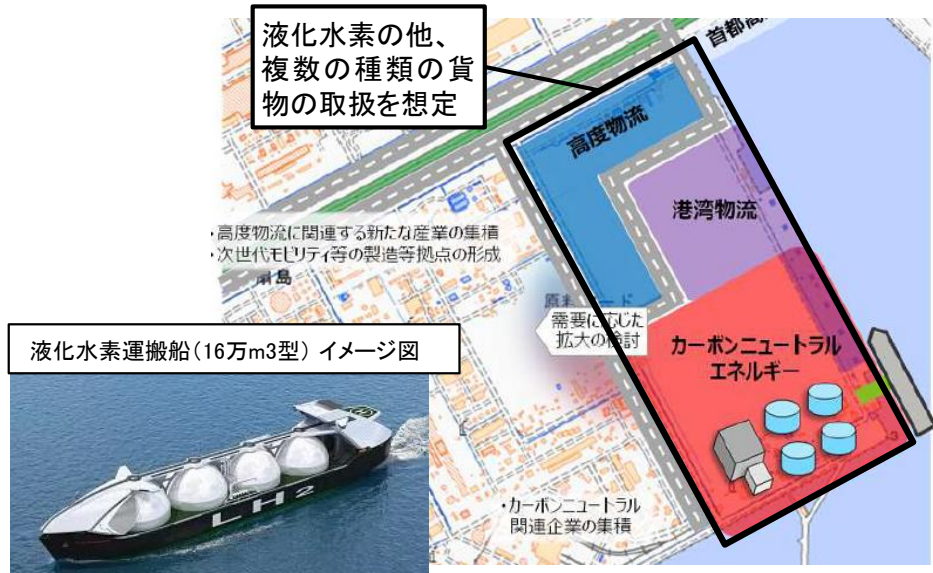 液化水素の他、
複数の種類の貨
物の取扱を想定
首都高
高度物流
港湾物流
・高度物流に関連する新たな産業の集積
・次世代モビリティ等の製造等拠点の形成
扇島
需要に応じた
拡大の検討
カーボンニュートラル
エネルギー
液化水素運搬船(16万m3型) イメージ図
LH2
・カーボンニュートラル
関連企業の集積